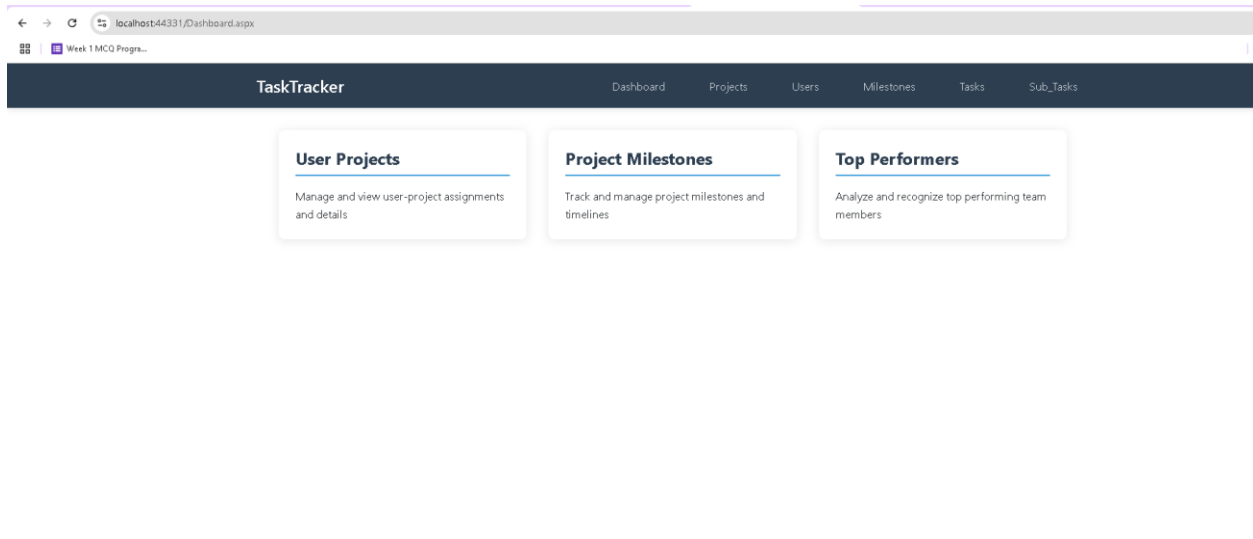 localhost:44331/Dashboard.aspx
Week 1 MCQ Progra...
TaskTracker Dashboard Projects Users Milestones Tasks Sub_Tasks
User Projects
Manage and view user-project assignments
and details
Project Milestones
Track and manage project milestones and
timelines
Top Performers
Analyze and recognize top performing team
members